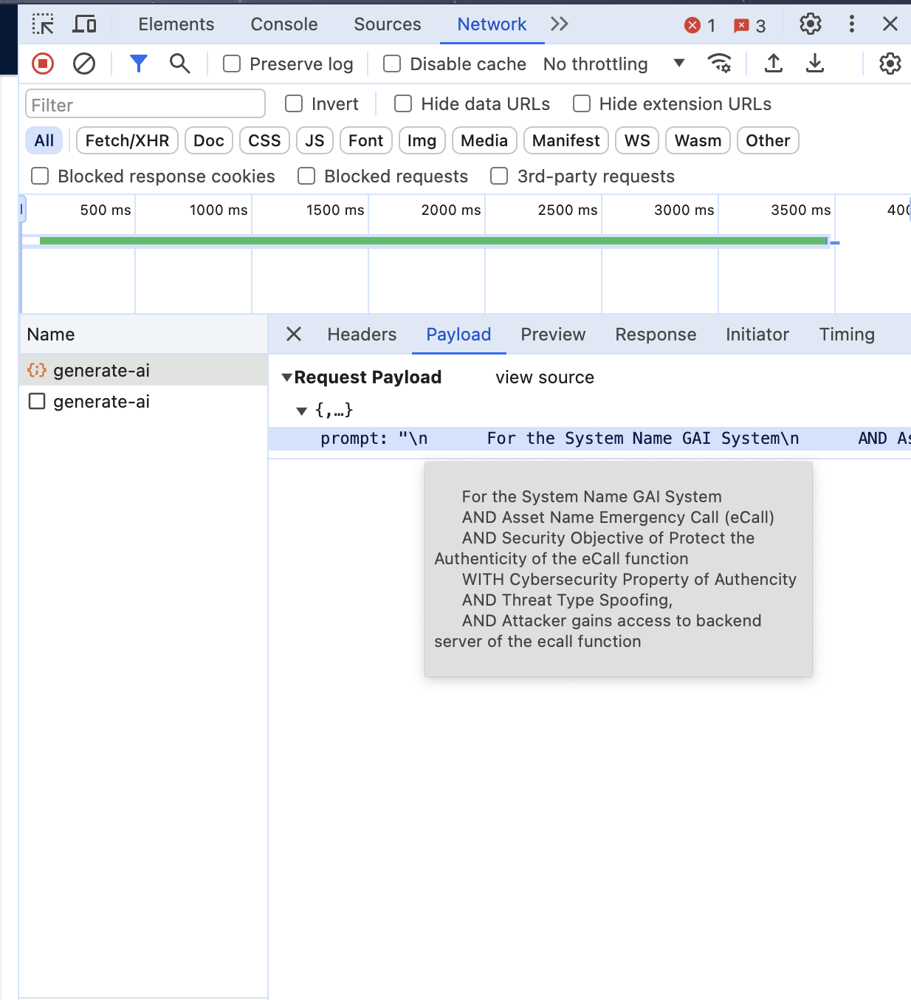 Elements Console Sources Network 1 3
Preserve log Disable cache No throttling
Filter Invert Hide data URLs Hide extension URLs
All Fetch/XHR Doc CSS JS Font Img Media Manifest WS Wasm Other
Blocked response cookies Blocked requests 3rd-party requests
500 ms 1000 ms 1500 ms 2000 ms 2500 ms 3000 ms 3500 ms
Name Headers Payload Preview Response Initiator Timing
generate-ai
generate-ai
Request Payload view source
{,…}
prompt: "\n For the System Name GAI System\n AND
For the System Name GAI System
AND Asset Name Emergency Call (eCall)
AND Security Objective of Protect the
Authenticity of the eCall function
WITH Cybersecurity Property of Authencity
AND Threat Type Spoofing,
AND Attacker gains access to backend
server of the ecall function